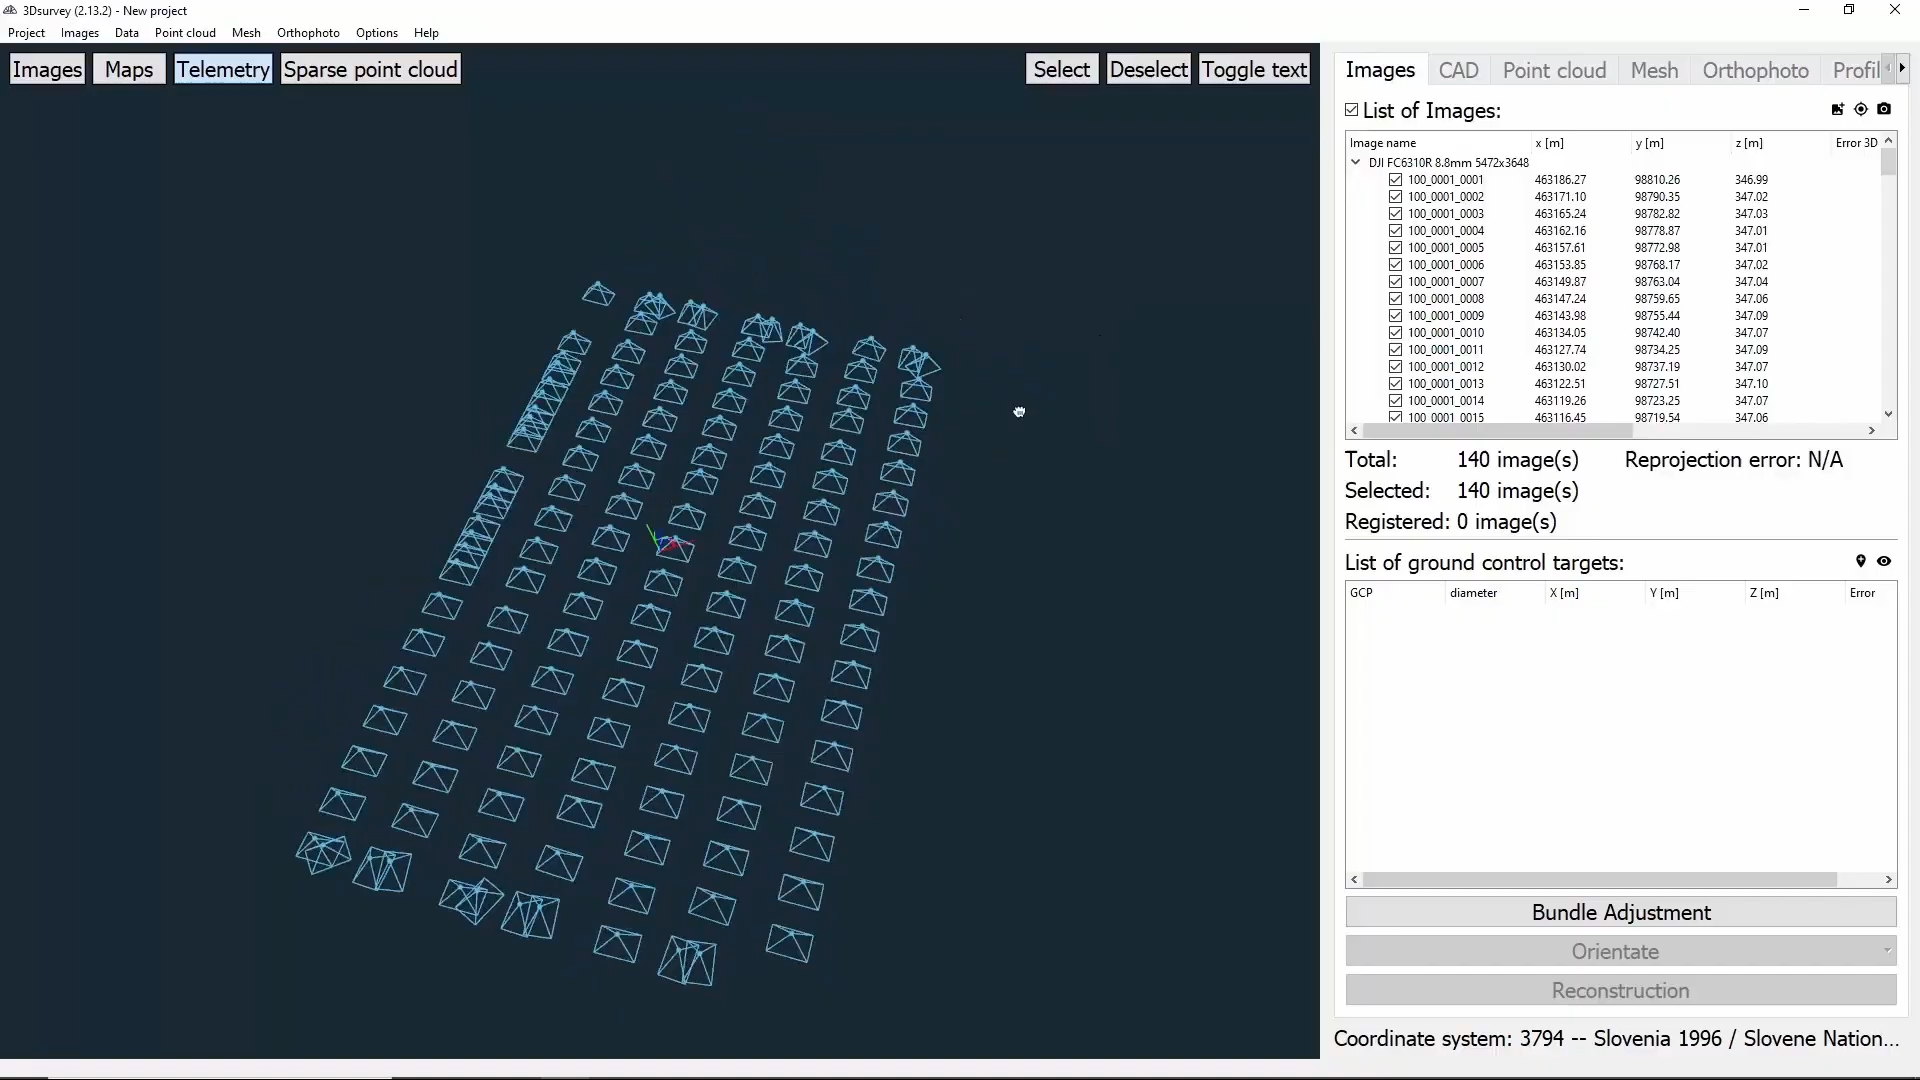 3Dsurvey (2.13.2) - New project
Project Images Data Point cloud Mesh Orthophoto Options Help
Images Maps Telemetry Sparse point cloud Select Deselect Toggle text
Images CAD Point cloud Mesh Orthophoto Profil
List of Images:
Image name x [m] y [m] z [m] Error 3D
DJI FC6310R 8.8mm 5472x3648
100_0001_0001 463186.27 98810.26 346.99
100_0001_0002 463171.10 98790.35 347.02
100_0001_0003 463165.24 98782.82 347.03
100_0001_0004 463162.16 98778.87 347.01
100_0001_0005 463157.61 98772.98 347.01
100_0001_0006 463153.85 98768.17 347.02
100_0001_0007 463149.87 98763.04 347.04
100_0001_0008 463147.24 98759.65 347.06
100_0001_0009 463143.98 98755.44 347.09
100_0001_0010 463134.05 98742.40 347.07
100_0001_0011 463127.74 98734.25 347.09
100_0001_0012 463130.02 98737.19 347.07
100_0001_0013 463122.51 98727.51 347.10
100_0001_0014 463119.26 98723.25 347.07
100_0001_0015 463116.45 98719.54 347.06
Total: 140 image(s) Reprojection error: N/A
Selected: 140 image(s)
Registered: 0 image(s)
List of ground control targets:
GCP diameter X [m] Y [m] Z [m] Error
Bundle Adjustment
Orientate
Reconstruction
Coordinate system: 3794 -- Slovenia 1996 / Slovene Nation...